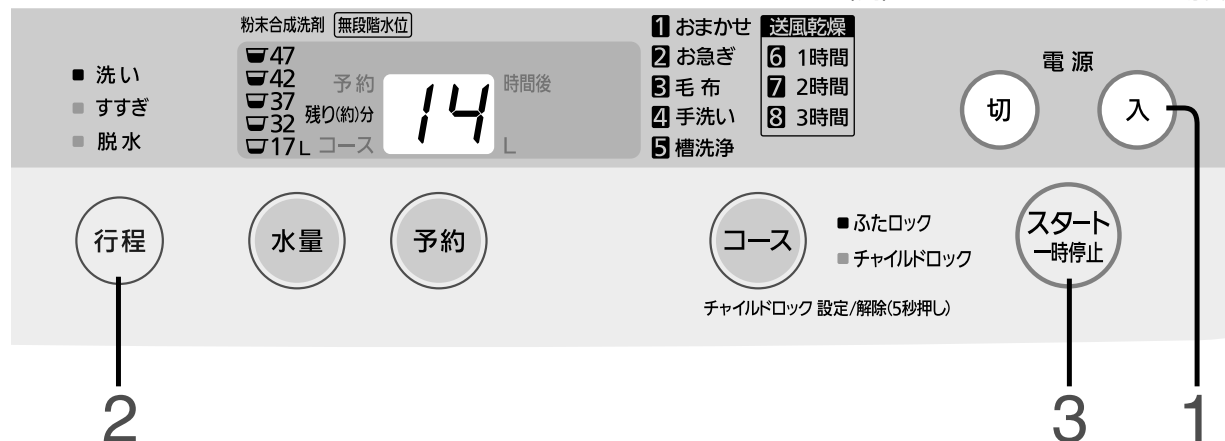 粉末合成洗剤 無段階水位
洗い
すすぎ
脱水
47
42
37
32
17L
予約
残り(約)分
コース
14
時間後
L
1 おまかせ
2 お急ぎ
3 毛布
4 手洗い
5 槽洗浄
送風乾燥
6 1時間
7 2時間
8 3時間
電源
切
入
行程
水量
予約
コース
ふたロック
チャイルドロック
チャイルドロック 設定/解除(5秒押し)
スタート
一時停止
2
3
1